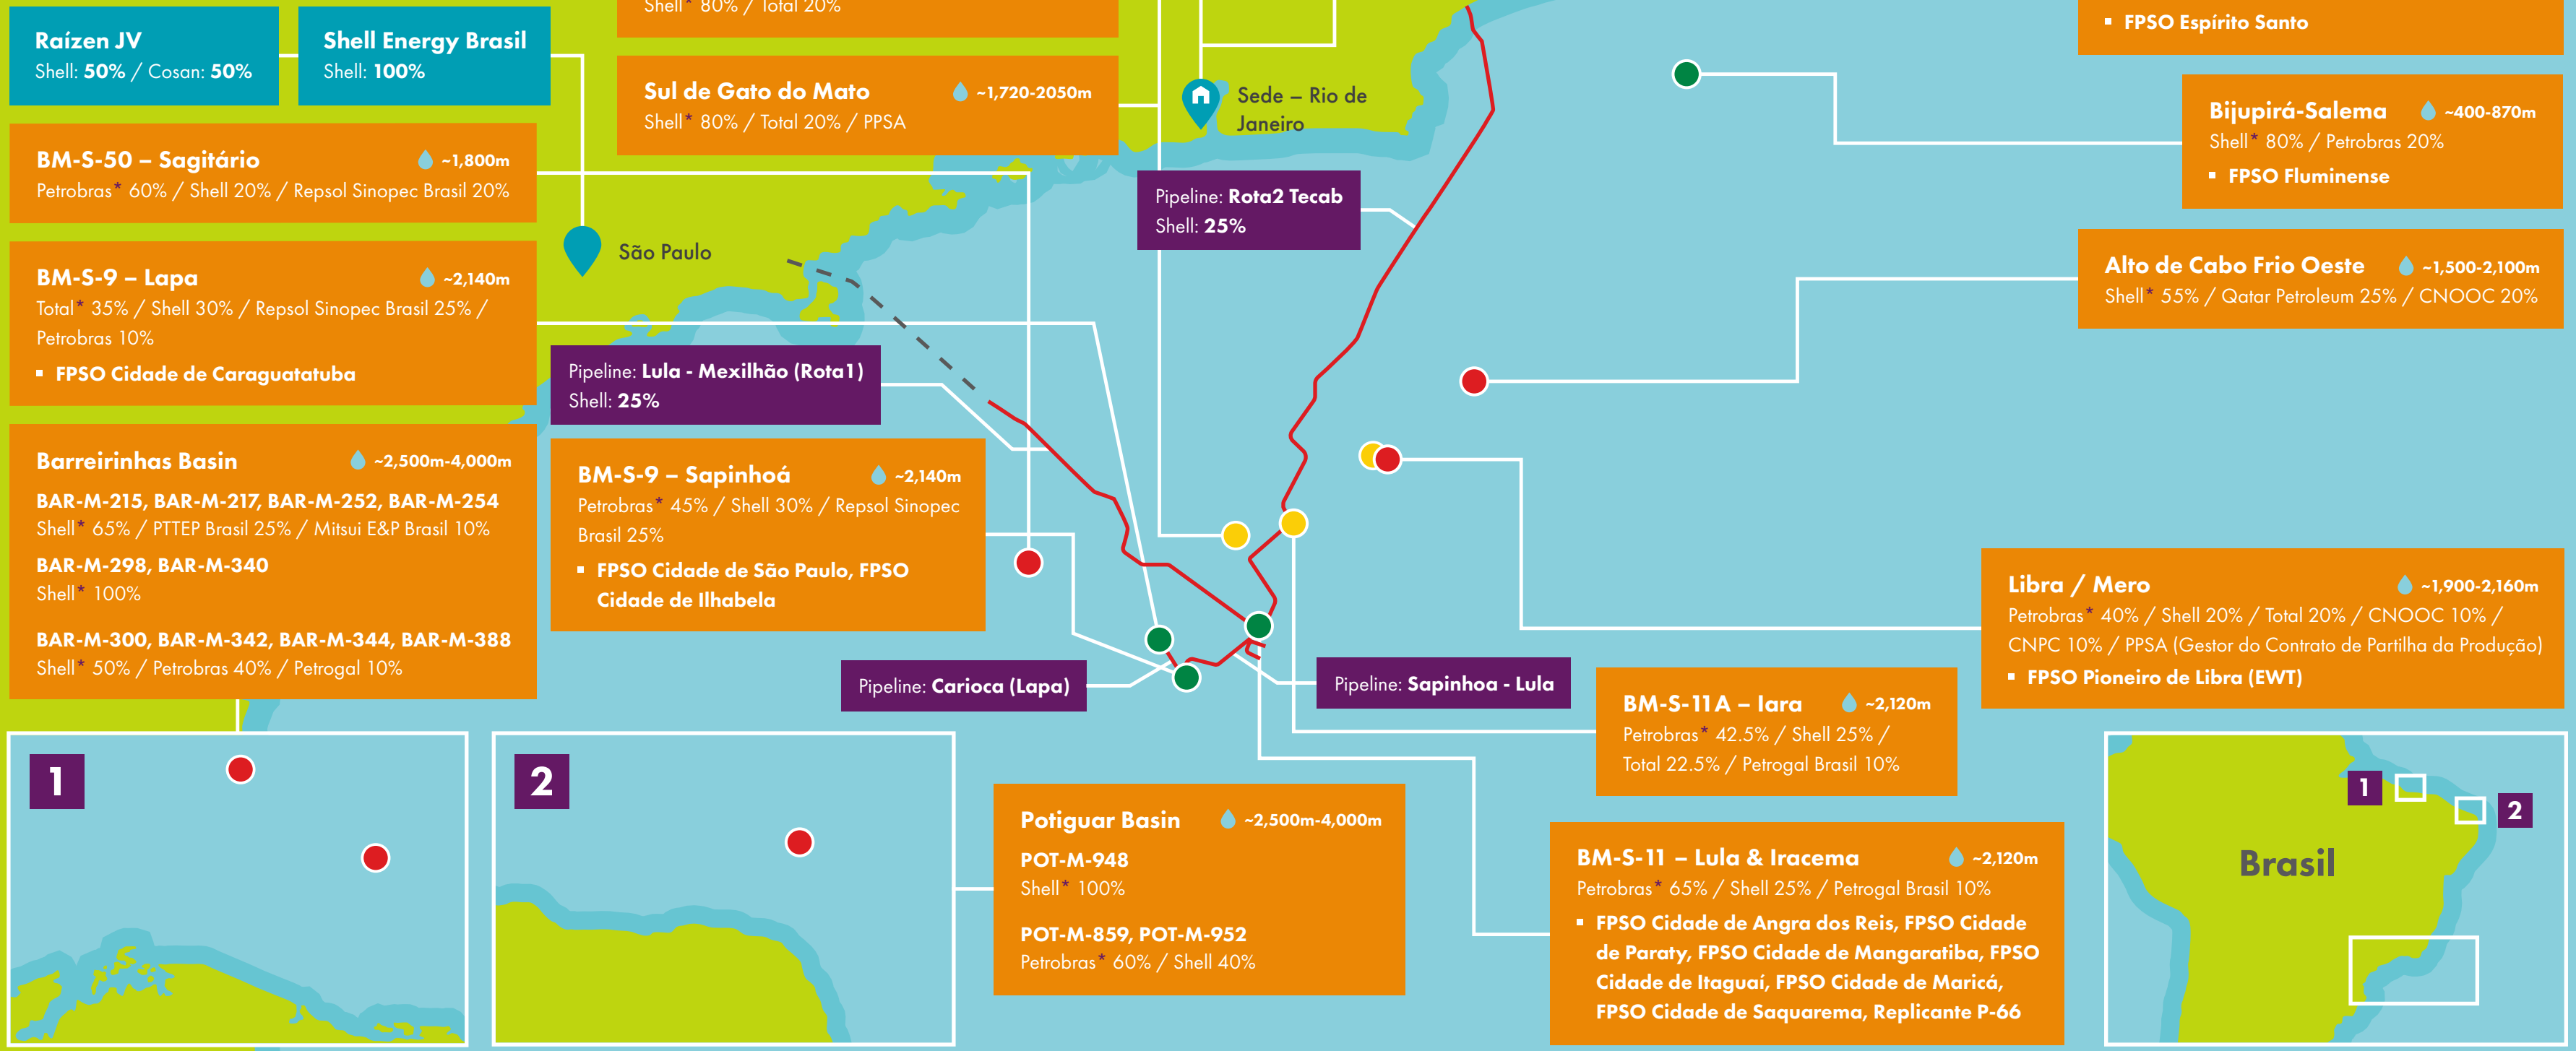 Shell* 80% / Total 20%
FPSO Espírito Santo
Raízen JV
Shell: 50% / Cosan: 50%
Shell Energy Brasil
Shell: 100%
Sul de Gato do Mato ~1,720-2050m
Shell* 80% / Total 20% / PPSA
Sede – Rio de
Janeiro
Bijupirá-Salema ~400-870m
Shell* 80% / Petrobras 20%
FPSO Fluminense
BM-S-50 – Sagitário ~1,800m
Petrobras* 60% / Shell 20% / Repsol Sinopec Brasil 20%
Pipeline: Rota2 Tecab
Shell: 25%
São Paulo
Alto de Cabo Frio Oeste ~1,500-2,100m
Shell* 55% / Qatar Petroleum 25% / CNOOC 20%
BM-S-9 – Lapa ~2,140m
Total* 35% / Shell 30% / Repsol Sinopec Brasil 25% /
Petrobras 10%
FPSO Cidade de Caraguatatuba
Pipeline: Lula - Mexilhão (Rota1)
Shell: 25%
Barreirinhas Basin ~2,500m-4,000m
BAR-M-215, BAR-M-217, BAR-M-252, BAR-M-254
Shell* 65% / PTTEP Brasil 25% / Mitsui E&P Brasil 10%
BAR-M-298, BAR-M-340
Shell* 100%
BAR-M-300, BAR-M-342, BAR-M-344, BAR-M-388
Shell* 50% / Petrobras 40% / Petrogal 10%
BM-S-9 – Sapinhoá ~2,140m
Petrobras* 45% / Shell 30% / Repsol Sinopec
Brasil 25%
FPSO Cidade de São Paulo, FPSO
Cidade de Ilhabela
Libra / Mero ~1,900-2,160m
Petrobras* 40% / Shell 20% / Total 20% / CNOOC 10% /
CNPC 10% / PPSA (Gestor do Contrato de Partilha da Produção)
FPSO Pioneiro de Libra (EWT)
Pipeline: Carioca (Lapa)
Pipeline: Sapinhoa - Lula
BM-S-11A – Iara ~2,120m
Petrobras* 42.5% / Shell 25% /
Total 22.5% / Petrogal Brasil 10%
1
2
Potiguar Basin ~2,500m-4,000m
POT-M-948
Shell* 100%
POT-M-859, POT-M-952
Petrobras* 60% / Shell 40%
BM-S-11 – Lula & Iracema ~2,120m
Petrobras* 65% / Shell 25% / Petrogal Brasil 10%
FPSO Cidade de Angra dos Reis, FPSO Cidade
de Paraty, FPSO Cidade de Mangaratiba, FPSO
Cidade de Itaguaí, FPSO Cidade de Maricá,
FPSO Cidade de Saquarema, Replicante P-66
1
2
Brasil